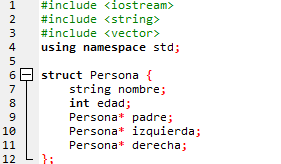 1 #include <iostream>
2 #include <string>
3 #include <vector>
4 using namespace std;
5
6 struct Persona {
7 string nombre;
8 int edad;
9 Persona* padre;
10 Persona* izquierda;
11 Persona* derecha;
12 };